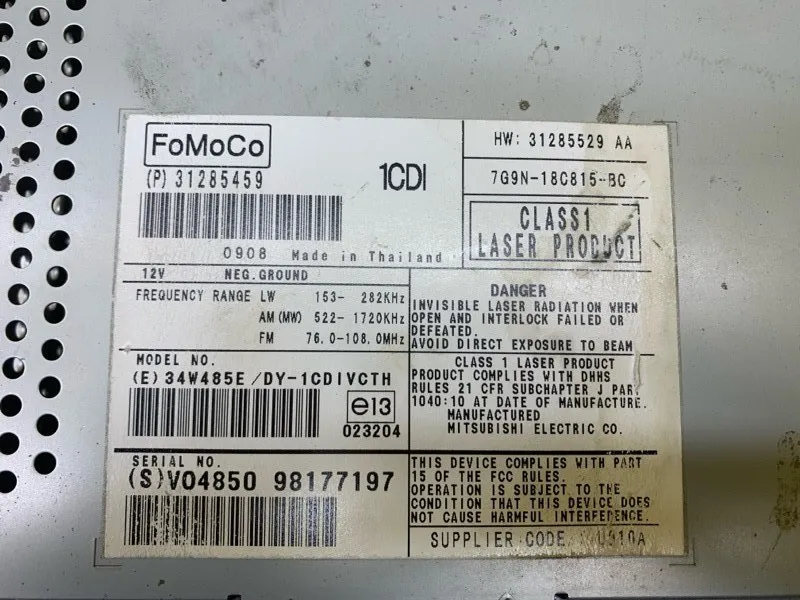 FoMoCo
(P) 31285459
1CDI
0908 Made in Thailand
HW: 31285529 AA
7G9N-18C815-BC
CLASS1
LASER PRODUCT
12V NEG.GROUND
FREQUENCY RANGE LW 153- 282KHz
AM(MW) 522- 1720KHz
FM 76.0-108.0MHz
DANGER
INVISIBLE LASER RADIATION WHEN
OPEN AND INTERLOCK FAILED OR
DEFEATED.
AVOID DIRECT EXPOSURE TO BEAM
MODEL NO.
(E) 34W485E/DY-1CDIVCTH
e13
023204
CLASS 1 LASER PRODUCT
PRODUCT COMPLIES WITH DHHS
RULES 21 CFR SUBCHAPTER J PART
1040:10 AT DATE OF MANUFACTURE.
MANUFACTURED
MITSUBISHI ELECTRIC CO.
SERIAL NO.
(S)V04850 98177197
THIS DEVICE COMPLIES WITH PART
15 OF THE FCC RULES.
OPERATION IS SUBJECT TO THE
CONDITION THAT THIS DEVICE DOES
NOT CAUSE HARMFUL INTERFERENCE.
SUPPLIER CODE